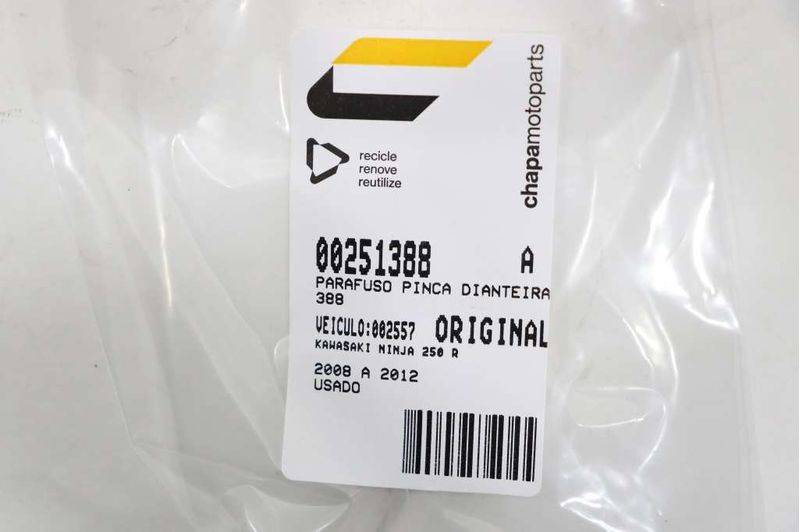 chapamotoparts
recicle
renove
reutilize
00251388 A
PARAFUSO PINCA DIANTEIRA
388
VEICULO:002557 ORIGINAL
KAWASAKI NINJA 250 R
2008 A 2012
USADO